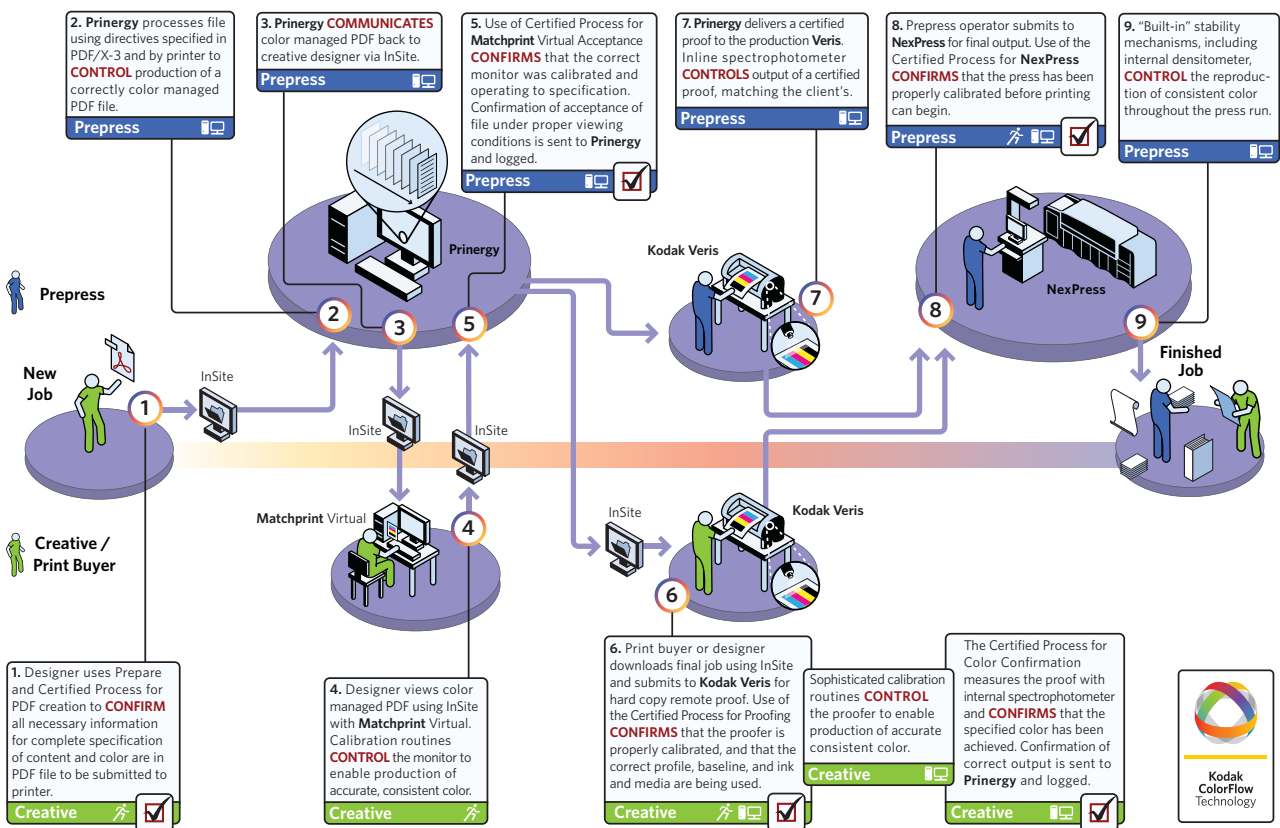 2. Prinergy processes file
using directives specified in
PDF/X-3 and by printer to
CONTROL production of a
correctly color managed
PDF file.
Prepress
3. Prinergy COMMUNICATES
color managed PDF back to
creative designer via InSite.
Prepress
5. Use of Certified Process for
Matchprint Virtual Acceptance
CONFIRMS that the correct
monitor was calibrated and
operating to specification.
Confirmation of acceptance of
file under proper viewing
conditions is sent to Prinergy
and logged.
Prepress
7. Prinergy delivers a certified
proof to the production Veris.
Inline spectrophotometer
CONTROLS output of a certified
proof, matching the client's.
Prepress
8. Prepress operator submits to
NexPress for final output. Use of the
Certified Process for NexPress
CONFIRMS that the press has been
properly calibrated before printing
can begin.
Prepress
9. “Built-in” stability
mechanisms, including
internal densitometer,
CONTROL the reproduc-
tion of consistent color
throughout the press run.
Prepress
Prinergy
Kodak Veris
NexPress
Prepress
2
3
5
7
8
9
New
Job
1
InSite
InSite
InSite
Finished
Job
Matchprint Virtual
4
InSite
Kodak Veris
Creative /
Print Buyer
6
1. Designer uses Prepare
and Certified Process for
PDF creation to CONFIRM
all necessary information
for complete specification
of content and color are in
PDF file to be submitted to
printer.
Creative
4. Designer views color
managed PDF using InSite
with Matchprint Virtual.
Calibration routines
CONTROL the monitor to
enable production of
accurate, consistent color.
Creative
6. Print buyer or designer
downloads final job using InSite
and submits to Kodak Veris for
hard copy remote proof. Use of
the Certified Process for Proofing
CONFIRMS that the proofer is
properly calibrated, and that the
correct profile, baseline, and ink
and media are being used.
Creative
Sophisticated calibration
routines CONTROL
the proofer to enable
production of accurate
consistent color.
Creative
The Certified Process for
Color Confirmation
measures the proof with
internal spectrophotometer
and CONFIRMS that the
specified color has been
achieved. Confirmation of
correct output is sent to
Prinergy and logged.
Creative
Kodak
ColorFlow
Technology